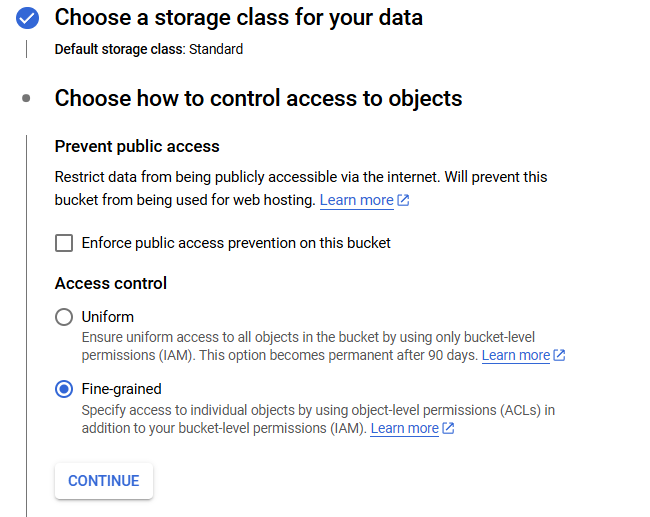 Choose a storage class for your data
Default storage class: Standard
Choose how to control access to objects
Prevent public access
Restrict data from being publicly accessible via the internet. Will prevent this
bucket from being used for web hosting. Learn more
Enforce public access prevention on this bucket
Access control
Uniform
Ensure uniform access to all objects in the bucket by using only bucket-level
permissions (IAM). This option becomes permanent after 90 days. Learn more
Fine-grained
Specify access to individual objects by using object-level permissions (ACLs) in
addition to your bucket-level permissions (IAM). Learn more
CONTINUE